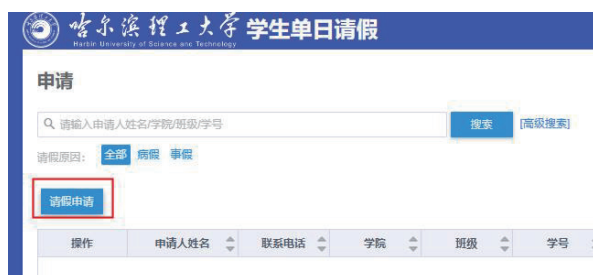 哈尔滨理工大学 学生单日请假
Harbin University of Science and Technology
申请
请输入申请人姓名/学院/班级/学号 搜索 [高级搜索]
请假原因： 全部 病假 事假
请假申请
操作 申请人姓名 联系电话 学院 班级 学号